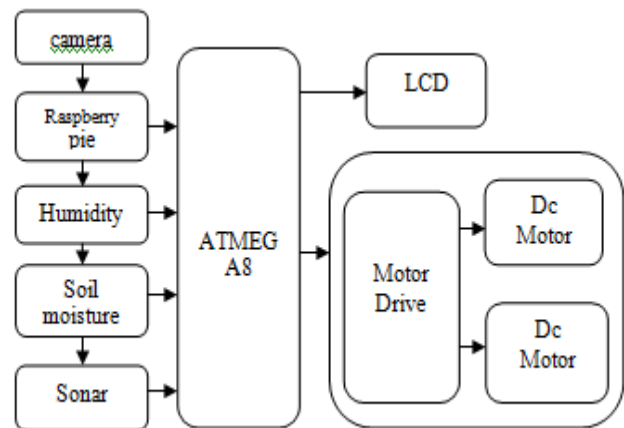 camera
Raspberry
pie
Humidity
Soil
moisture
Sonar
ATMEG
A8
LCD
Motor
Drive
Dc
Motor
Dc
Motor